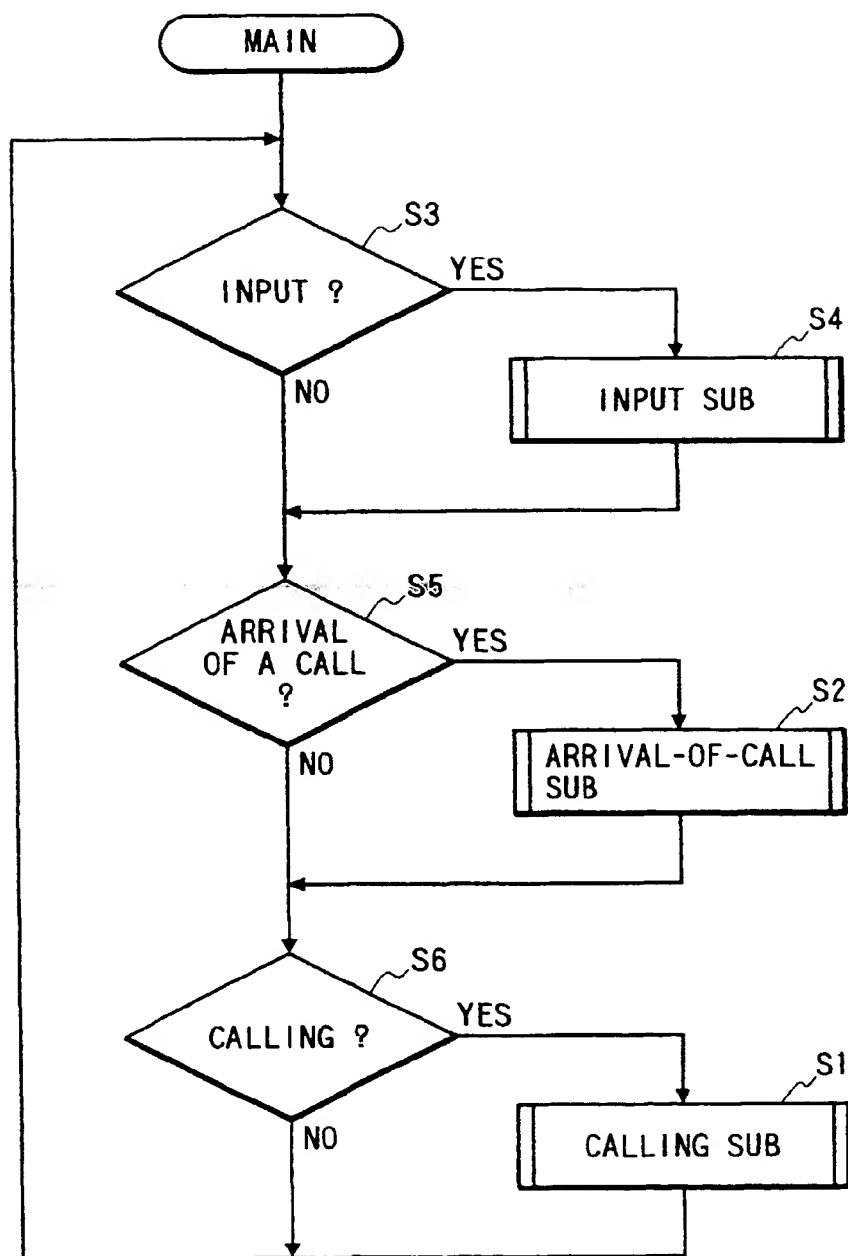 MAIN
S3
INPUT ?
YES
S4
INPUT SUB
NO
S5
ARRIVAL
OF A CALL
?
YES
S2
ARRIVAL-OF-CALL
SUB
NO
S6
CALLING ?
YES
S1
CALLING SUB
NO